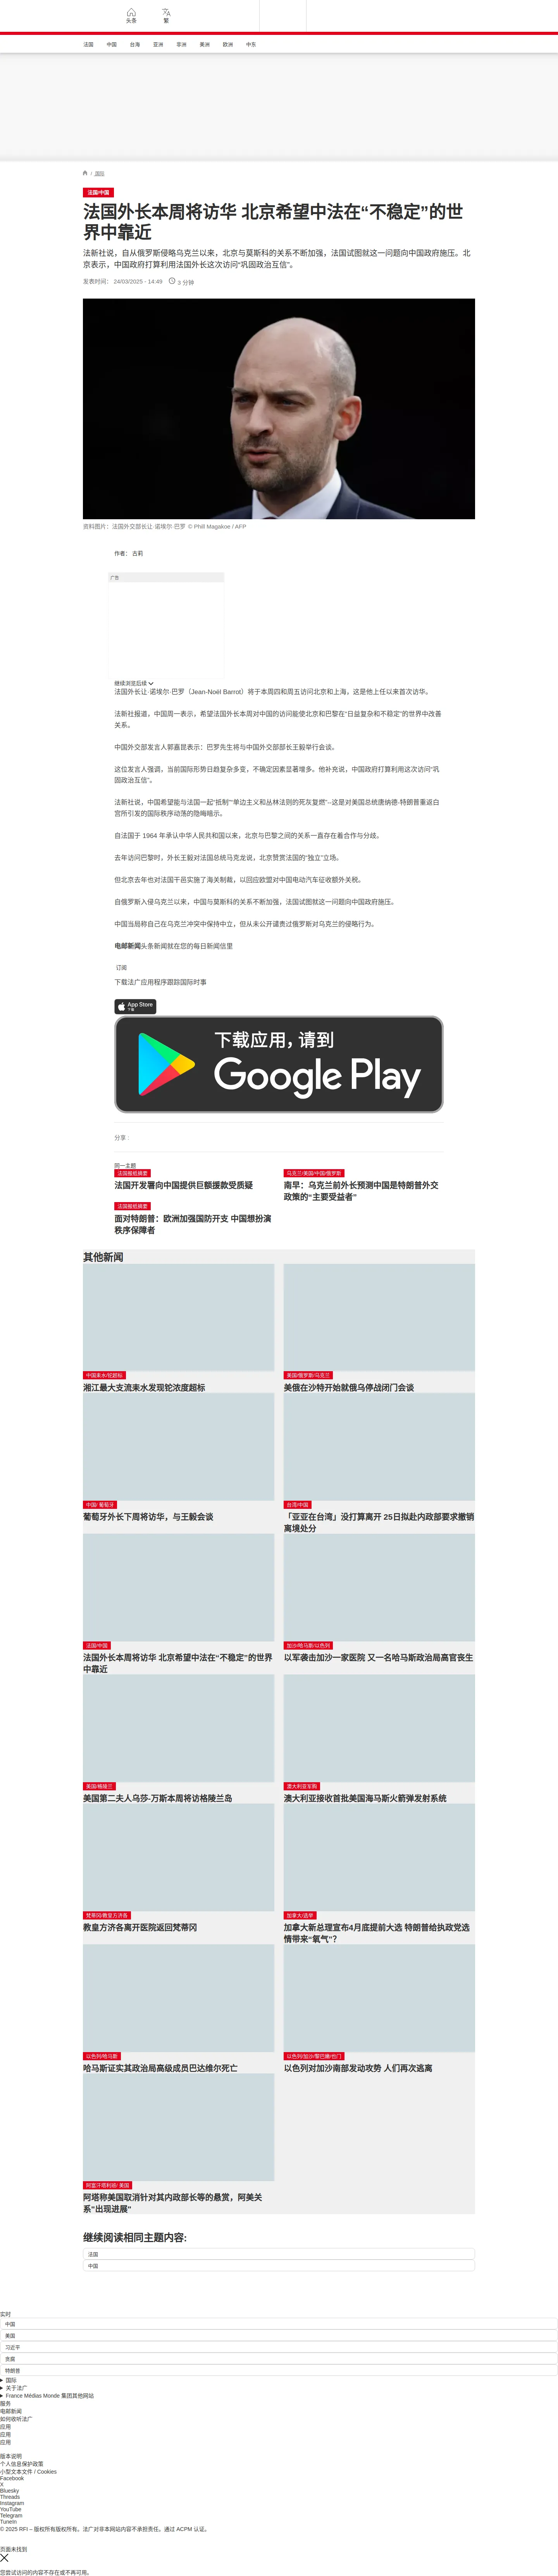 头条
繁
法国
中国
台海
亚洲
非洲
美洲
欧洲
中东
/ 国际
法国/中国
法国外长本周将访华 北京希望中法在“不稳定”的世
界中靠近
法新社说，自从俄罗斯侵略乌克兰以来，北京与莫斯科的关系不断加强，法国试图就这一问题向中国政府施压。北
京表示，中国政府打算利用法国外长这次访问“巩固政治互信”。
发表时间： 24/03/2025 - 14:49
3 分钟
资料图片：法国外交部长让·诺埃尔·巴罗 © Phill Magakoe / AFP
作者： 古莉
广告
继续浏览后续
法国外长让·诺埃尔·巴罗（Jean-Noël Barrot）将于本周四和周五访问北京和上海，这是他上任以来首次访华。
法新社报道，中国周一表示，希望法国外长本周对中国的访问能使北京和巴黎在“日益复杂和不稳定”的世界中改善
关系。
中国外交部发言人郭嘉昆表示：巴罗先生将与中国外交部部长王毅举行会谈。
这位发言人强调，当前国际形势日趋复杂多变，不确定因素显著增多。他补充说，中国政府打算利用这次访问“巩
固政治互信”。
法新社说，中国希望能与法国一起“抵制”“单边主义和丛林法则的死灰复燃”--这是对美国总统唐纳德-特朗普重返白
宫所引发的国际秩序动荡的隐晦暗示。
自法国于 1964 年承认中华人民共和国以来，北京与巴黎之间的关系一直存在着合作与分歧。
去年访问巴黎时，外长王毅对法国总统马克龙说，北京赞赏法国的“独立”立场。
但北京去年也对法国干邑实施了海关制裁，以回应欧盟对中国电动汽车征收额外关税。
自俄罗斯入侵乌克兰以来，中国与莫斯科的关系不断加强，法国试图就这一问题向中国政府施压。
中国当局称自己在乌克兰冲突中保持中立，但从未公开谴责过俄罗斯对乌克兰的侵略行为。
电邮新闻头条新闻就在您的每日新闻信里
订阅
下载法广应用程序跟踪国际时事
App Store
下载
下载应用，请到
Google Play
分享 :
同一主题
法国报纸摘要
法国开发署向中国提供巨额援款受质疑
乌克兰/美国/中国/俄罗斯
南早：乌克兰前外长预测中国是特朗普外交
政策的“主要受益者”
法国报纸摘要
面对特朗普：欧洲加强国防开支 中国想扮演
秩序保障者
其他新闻
中国耒水/铊超标
湘江最大支流耒水发现铊浓度超标
美国/俄罗斯/乌克兰
美俄在沙特开始就俄乌停战闭门会谈
中国/ 葡萄牙
葡萄牙外长下周将访华，与王毅会谈
台湾/中国
「亚亚在台湾」没打算离开 25日拟赴内政部要求撤销
离境处分
法国/中国
法国外长本周将访华 北京希望中法在“不稳定”的世界
中靠近
加沙/哈马斯/以色列
以军袭击加沙一家医院 又一名哈马斯政治局高官丧生
美国/格陵兰
美国第二夫人乌莎-万斯本周将访格陵兰岛
澳大利亚军购
澳大利亚接收首批美国海马斯火箭弹发射系统
梵蒂冈/教皇方济各
教皇方济各离开医院返回梵蒂冈
加拿大/选举
加拿大新总理宣布4月底提前大选 特朗普给执政党选
情带来“氧气”？
以色列/哈马斯
哈马斯证实其政治局高级成员巴达维尔死亡
以色列/加沙/黎巴嫩/也门
以色列对加沙南部发动攻势 人们再次逃离
阿富汗塔利班/ 美国
阿塔称美国取消针对其内政部长等的悬赏，阿美关
系“出现进展”
继续阅读相同主题内容:
法国
中国
实时
中国
美国
习近平
贪腐
特朗普
国际
关于法广
France Médias Monde 集团其他网站
服务
电邮新闻
如何收听法广
应用
应用
应用
版本说明
个人信息保护政策
小型文本文件 / Cookies
Facebook
X
Bluesky
Threads
Instagram
YouTube
Telegram
TuneIn
© 2025 RFI – 版权所有版权所有。法广对非本网站内容不承担责任。通过 ACPM 认证。
页面未找到
您尝试访问的内容不存在或不再可用。